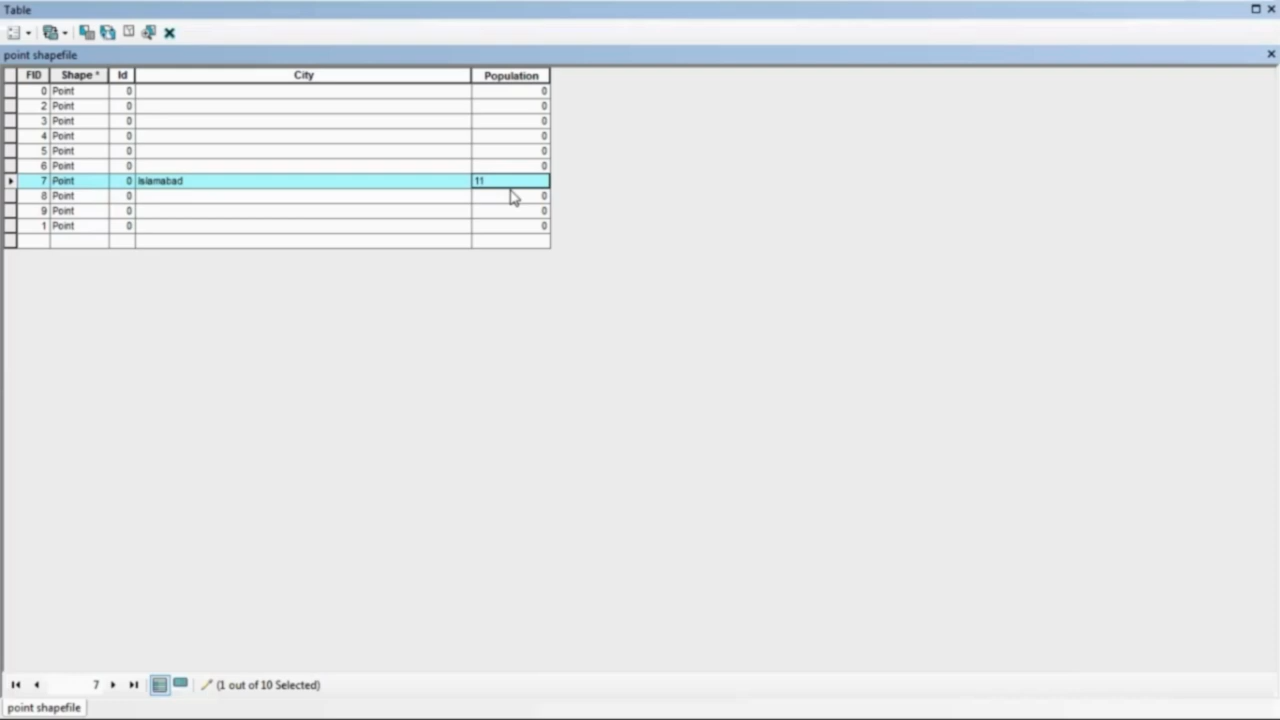 Table
point shapefile
FID Shape * Id City Population
0 Point 0 0
2 Point 0 0
3 Point 0 0
4 Point 0 0
5 Point 0 0
6 Point 0 0
7 Point 0 Islamabad 11
8 Point 0 0
9 Point 0 0
1 Point 0 0
7 (1 out of 10 Selected)
point shapefile